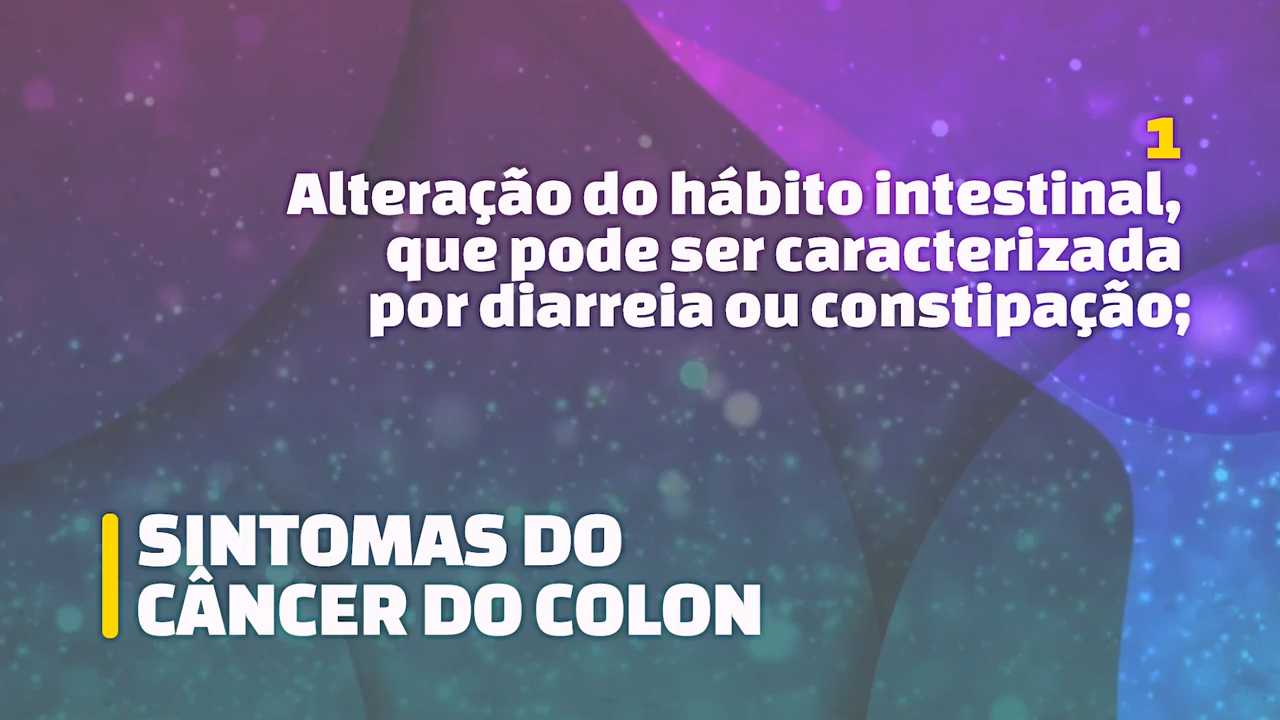 1
Alteração do hábito intestinal,
que pode ser caracterizada
por diarreia ou constipação;
SINTOMAS DO
CÂNCER DO COLON